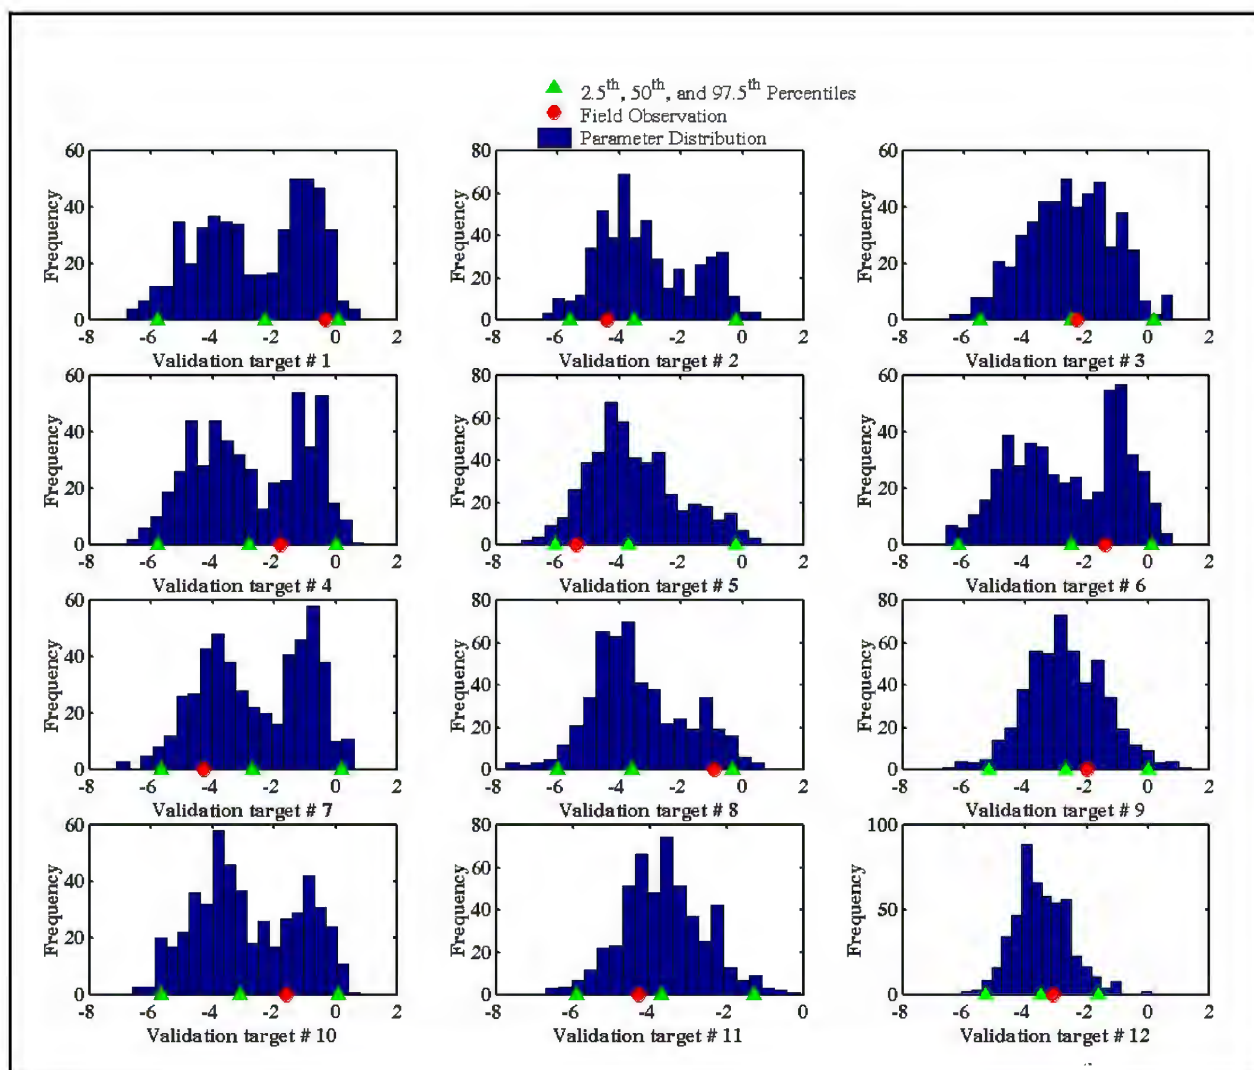 2.5th, 50th, and 97.5th Percentiles
Field Observation
Parameter Distribution
60
40
20
0
Frequency
-8 -6 -4 -2 0 2
Validation target # 1
80
60
40
20
0
Frequency
-8 -6 -4 -2 0 2
Validation target # 2
60
40
20
0
Frequency
-8 -6 -4 -2 0 2
Validation target # 3
60
40
20
0
Frequency
-8 -6 -4 -2 0 2
Validation target # 4
80
60
40
20
0
Frequency
-8 -6 -4 -2 0 2
Validation target # 5
60
40
20
0
Frequency
-8 -6 -4 -2 0 2
Validation target # 6
60
40
20
0
Frequency
-8 -6 -4 -2 0 2
Validation target # 7
80
60
40
20
0
Frequency
-8 -6 -4 -2 0 2
Validation target # 8
80
60
40
20
0
Frequency
-8 -6 -4 -2 0 2
Validation target # 9
60
40
20
0
Frequency
-8 -6 -4 -2 0 2
Validation target # 10
80
60
40
20
0
Frequency
-8 -6 -4 -2 0
Validation target # 11
100
50
0
Frequency
-8 -6 -4 -2 0 2
Validation target # 12